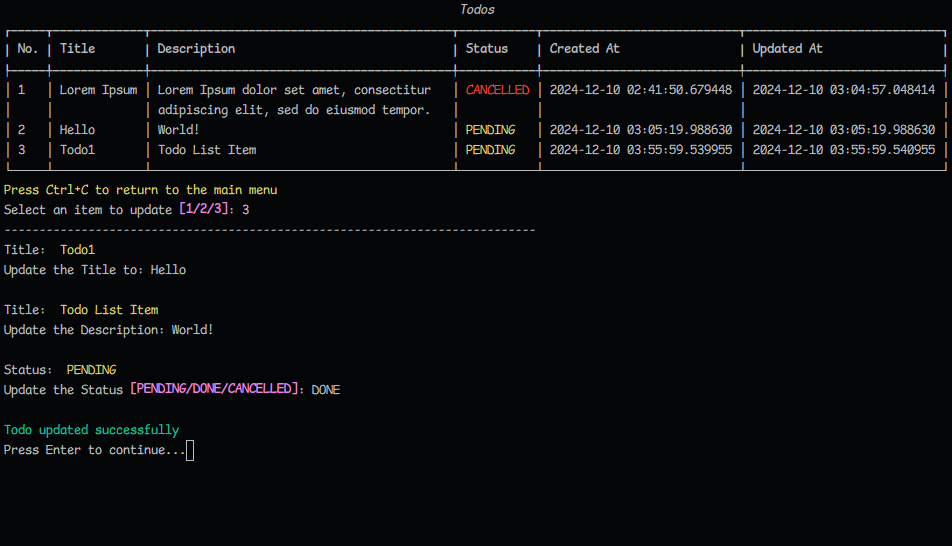 Todos
No. Title Description Status Created At Updated At
1 Lorem Ipsum Lorem Ipsum dolor set amet, consectitur CANCELLED 2024-12-10 02:41:50.679448 2024-12-10 03:04:57.048414
adipiscing elit, sed do eiusmod tempor.
2 Hello World! PENDING 2024-12-10 03:05:19.988630 2024-12-10 03:05:19.988630
3 Todo1 Todo List Item PENDING 2024-12-10 03:55:59.539955 2024-12-10 03:55:59.540955
Press Ctrl+C to return to the main menu
Select an item to update [1/2/3]: 3
----------------------------------------------------------------------------
Title: Todo1
Update the Title to: Hello
Title: Todo List Item
Update the Description: World!
Status: PENDING
Update the Status [PENDING/DONE/CANCELLED]: DONE
Todo updated successfully
Press Enter to continue...